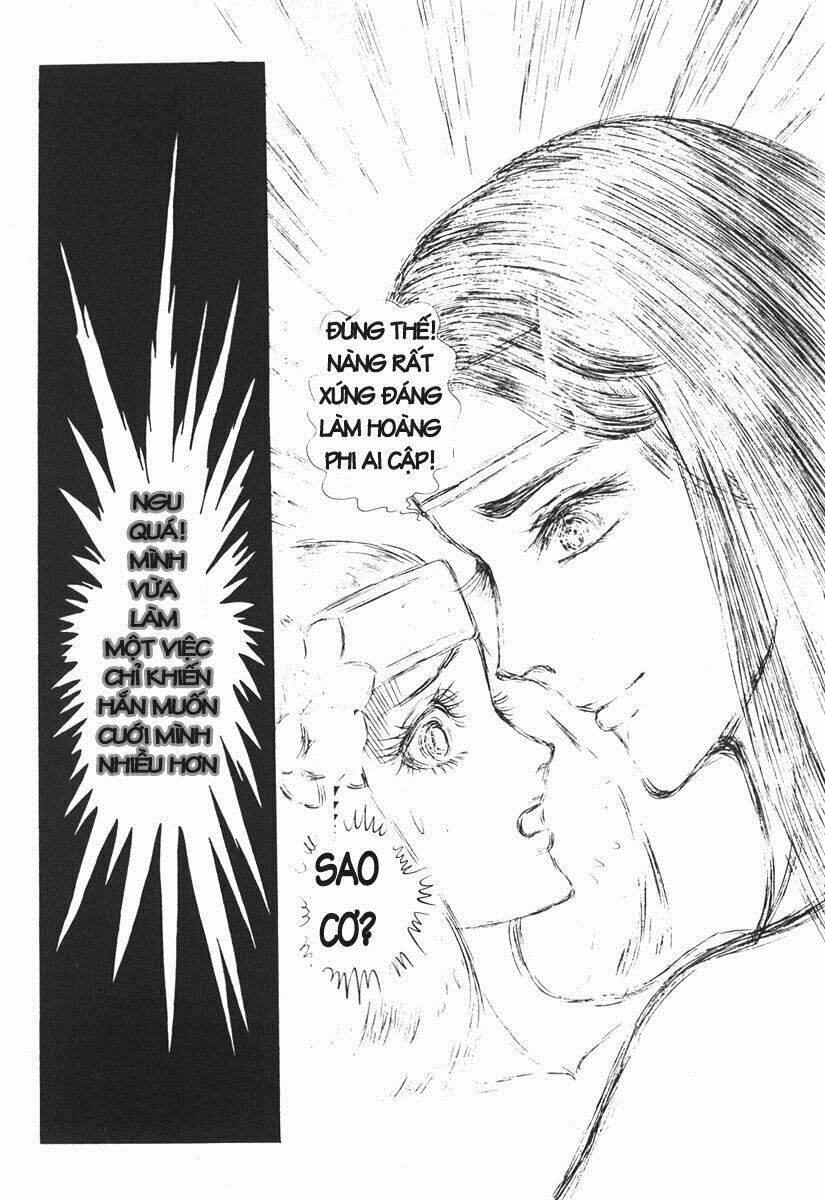 ĐÚNG THẾ!
NÀNG RẤT
XỨNG ĐÁNG
LÀM HOÀNG
PHI AI CẬP!
SAO
CƠ?
NGU
QUÁ!
MÌNH
VỪA
LÀM
MỘT VIỆC
CHỈ KHIẾN
HẮN MUỐN
CƯỚI MÌNH
NHIỀU HƠN